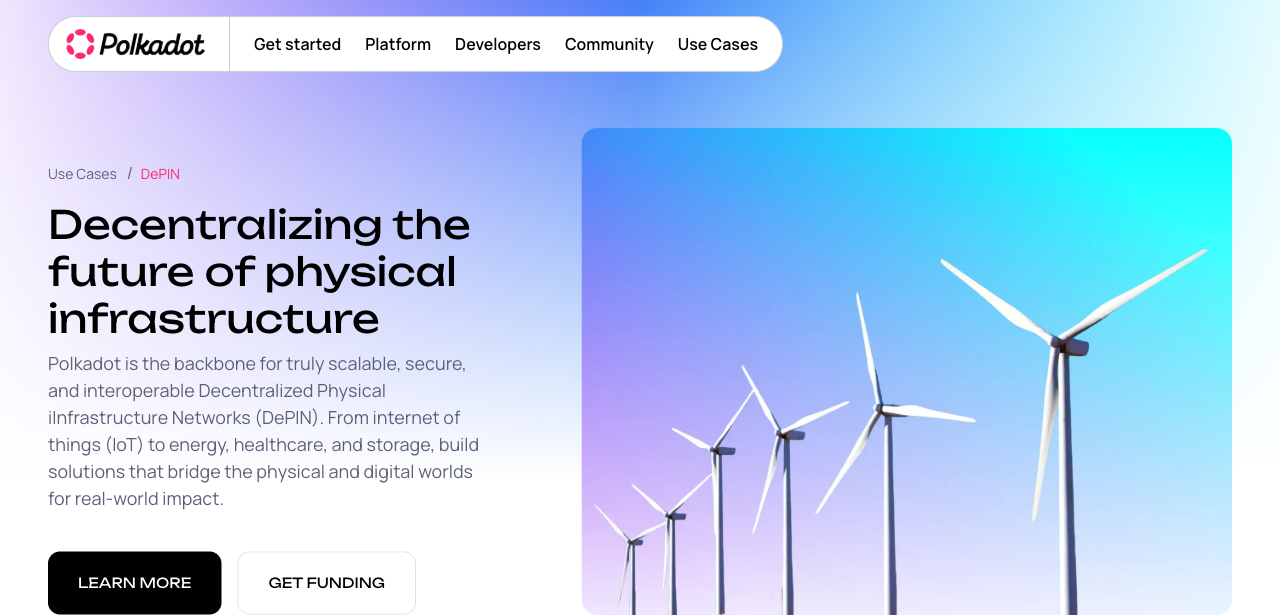 Polkadot
Get started Platform Developers Community Use Cases
Use Cases / DePIN
Decentralizing the
future of physical
infrastructure
Polkadot is the backbone for truly scalable, secure,
and interoperable Decentralized Physical
iInfrastructure Networks (DePIN). From internet of
things (IoT) to energy, healthcare, and storage, build
solutions that bridge the physical and digital worlds
for real-world impact.
LEARN MORE GET FUNDING